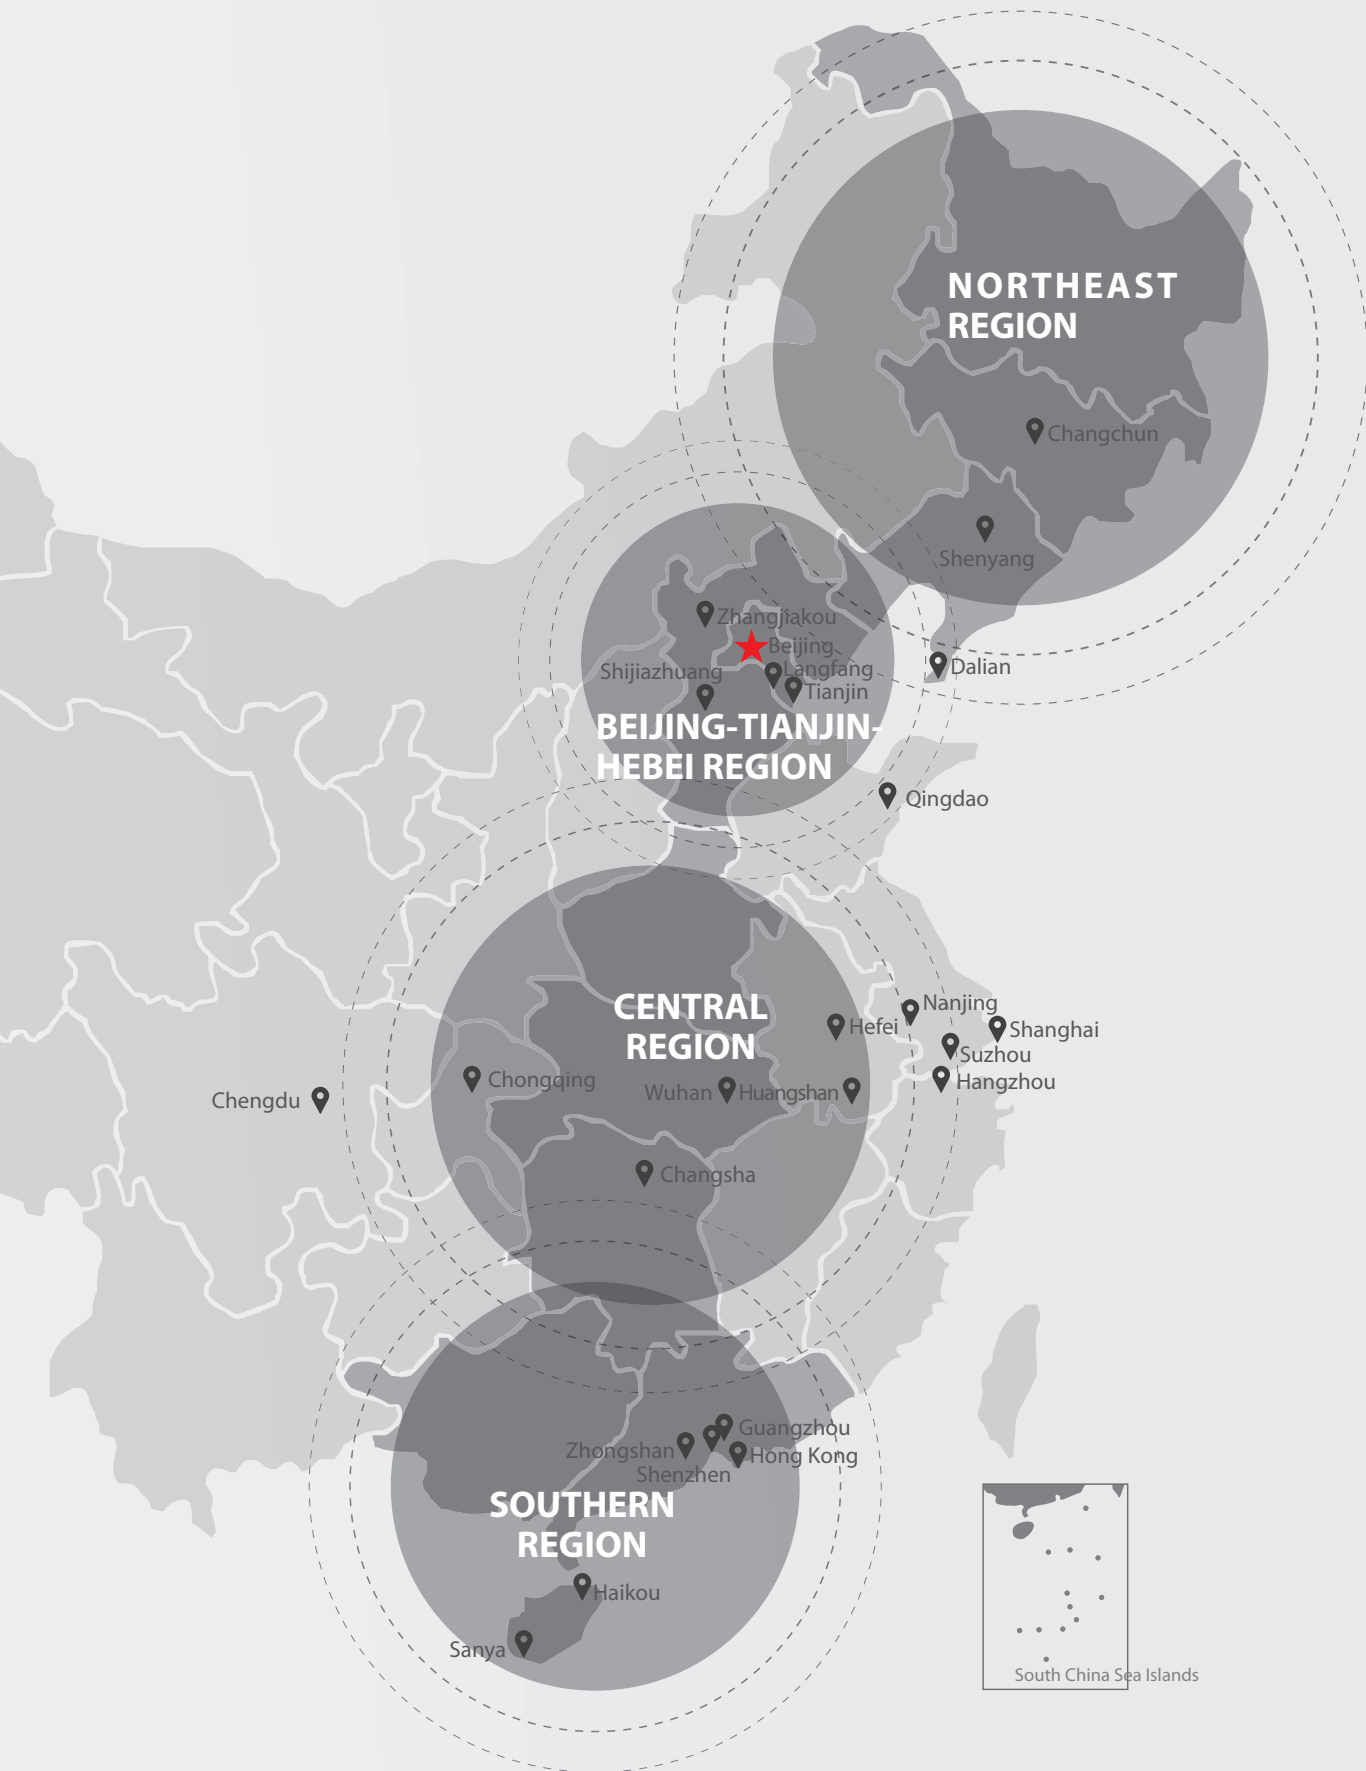 NORTHEAST
REGION
Changchun
Shenyang
Zhangjiakou
Beijing
Shijiazhuang
Langfang
Tianjin
Dalian
BEIJING-TIANJIN-
HEBEI REGION
Qingdao
CENTRAL
REGION
Nanjing
Hefei
Shanghai
Suzhou
Hangzhou
Chongqing
Wuhan
Huangshan
Chengdu
Changsha
Guangzhou
Zhongshan
Hong Kong
Shenzhen
SOUTHERN
REGION
Haikou
Sanya
South China Sea Islands